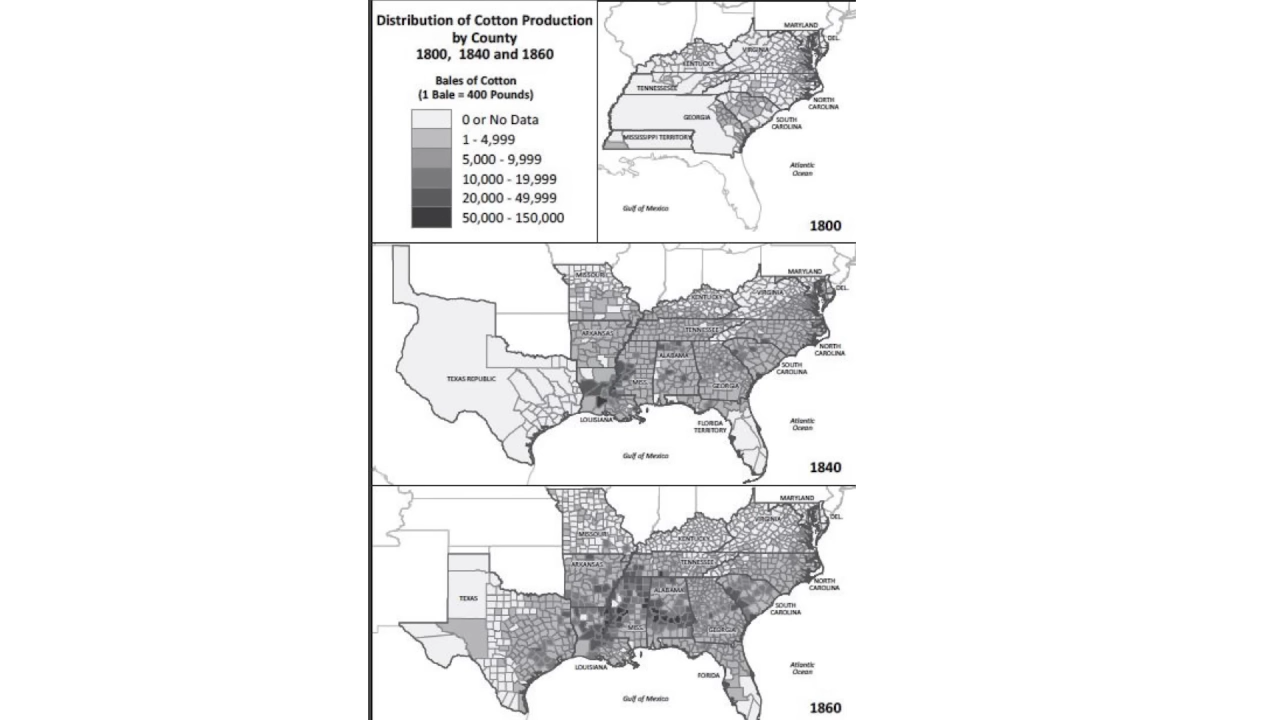 Distribution of Cotton Production
by County
1800, 1840 and 1860
Bales of Cotton
(1 Bale = 400 Pounds)
0 or No Data
1 - 4,999
5,000 - 9,999
10,000 - 19,999
20,000 - 49,999
50,000 - 150,000
MARYLAND
DEL.
VIRGINIA
KENTUCKY
TENNESSEE
NORTH
CAROLINA
GEORGIA
SOUTH
CAROLINA
MISSISSIPPI TERRITORY
Atlantic
Ocean
Gulf of Mexico
1800
MARYLAND
MISSOURI
DEL.
VIRGINIA
KENTUCKY
ARKANSAS
TENNESSEE
NORTH
CAROLINA
ALABAMA
SOUTH
CAROLINA
TEXAS REPUBLIC
MISS
GEORGIA
LOUISIANA
FLORIDA
TERRITORY
Atlantic
Ocean
Gulf of Mexico
1840
MARYLAND
DEL.
VIRGINIA
MISSOURI
KENTUCKY
ARKANSAS
TENNESSEE
NORTH
CAROLINA
ALABAMA
TEXAS
SOUTH
CAROLINA
MISS
GEORGIA
LOUISIANA
FORIDA
Atlantic
Ocean
Gulf of Mexico
1860